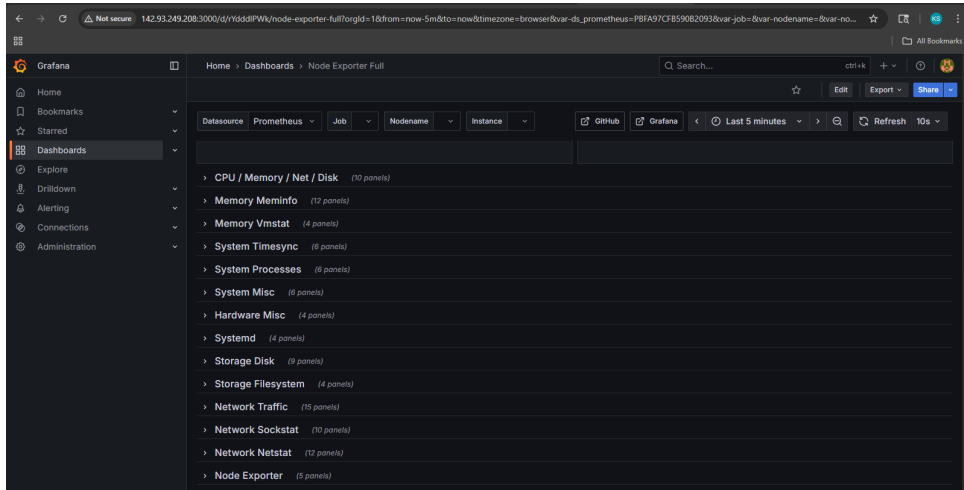 Not secure 142.93.249.208:3000/d/rYdddlPWk/node-exporter-full?orgId=1&from=now-5m&to=now&timezone=browser&var-ds_prometheus=PBFA97CFB590B2093&var-job=&var-nodename=&var-no... KS
All Bookmarks
Grafana Home › Dashboards › Node Exporter Full Search... ctrl+k
Home
Edit Export Share
Bookmarks
Starred
Datasource Prometheus Job Nodename Instance GitHub Grafana Last 5 minutes Refresh 10s
Dashboards
Explore
Drilldown
Alerting
Connections
Administration
CPU / Memory / Net / Disk (10 panels)
Memory Meminfo (12 panels)
Memory Vmstat (4 panels)
System Timesync (6 panels)
System Processes (6 panels)
System Misc (6 panels)
Hardware Misc (4 panels)
Systemd (4 panels)
Storage Disk (9 panels)
Storage Filesystem (4 panels)
Network Traffic (15 panels)
Network Sockstat (10 panels)
Network Netstat (12 panels)
Node Exporter (5 panels)